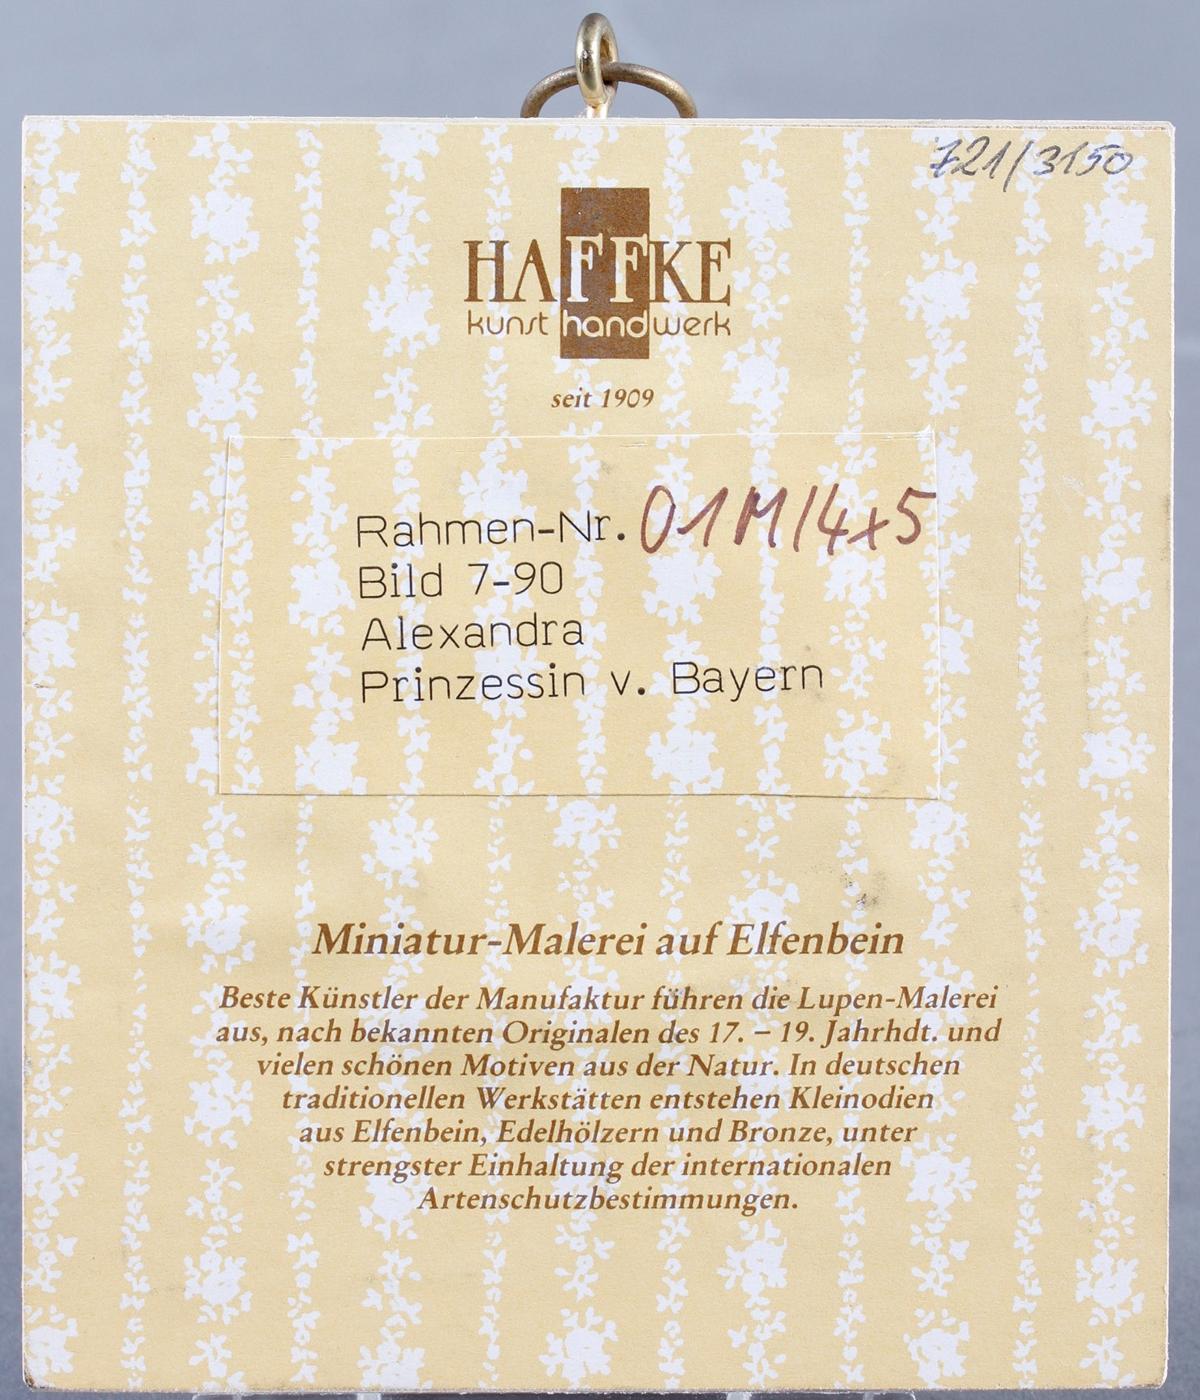 721/3150
HAFFKE
kunsthandwerk
seit 1909
Rahmen-Nr. 01M/4x5
Bild 7-90
Alexandra
Prinzessin v. Bayern
Miniatur-Malerei auf Elfenbein
Beste Künstler der Manufaktur führen die Lupen-Malerei
aus, nach bekannten Originalen des 17. – 19. Jahrhdt. und
vielen schönen Motiven aus der Natur. In deutschen
traditionellen Werkstätten entstehen Kleinodien
aus Elfenbein, Edelhölzern und Bronze, unter
strengster Einhaltung der internationalen
Artenschutzbestimmungen.